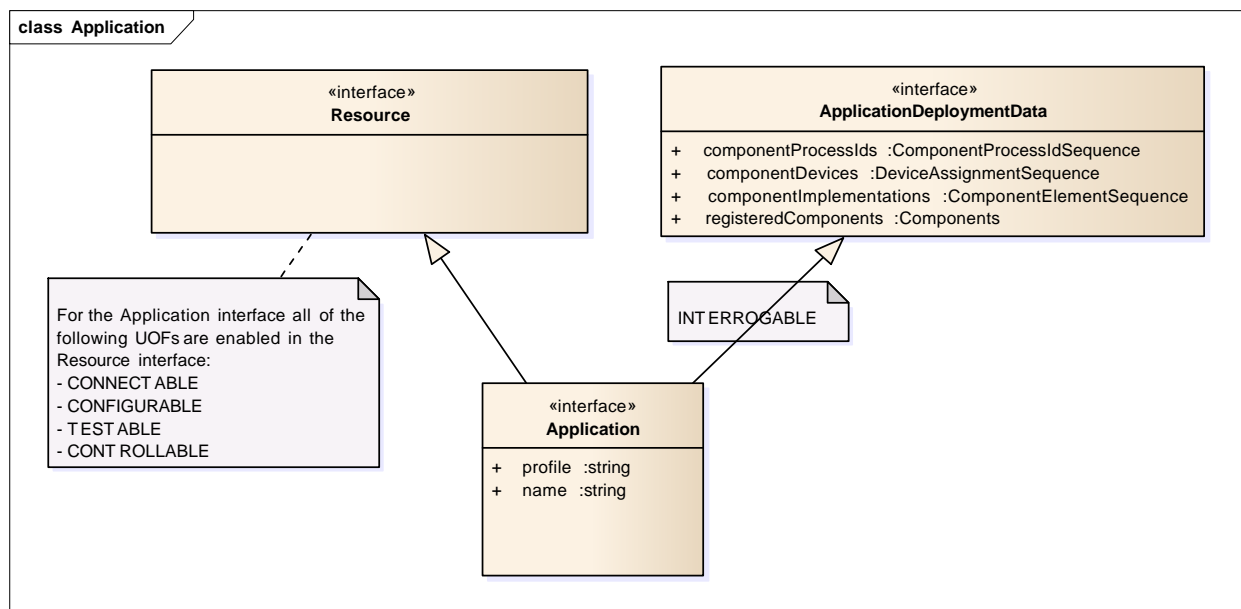 class Application
«interface»
Resource
«interface»
ApplicationDeploymentData
+ componentProcessIds :ComponentProcessIdSequence
+ componentDevices :DeviceAssignmentSequence
+ componentImplementations :ComponentElementSequence
+ registeredComponents :Components
For the Application interface all of the
following UOFs are enabled in the
Resource interface:
- CONNECTABLE
- CONFIGURABLE
- TESTABLE
- CONTROLLABLE
INTERROGABLE
«interface»
Application
+ profile :string
+ name :string